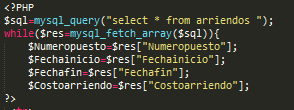 <?PHP
$sql=mysql_query("select * from arriendos ");
while($res=mysql_fetch_array($sql)){
$Numeropuesto=$res["Numeropuesto"];
$Fechainicio=$res["Fechainicio"];
$Fechafin=$res["Fechafin"];
$Costoarriendo=$res["Costoarriendo"];
?>